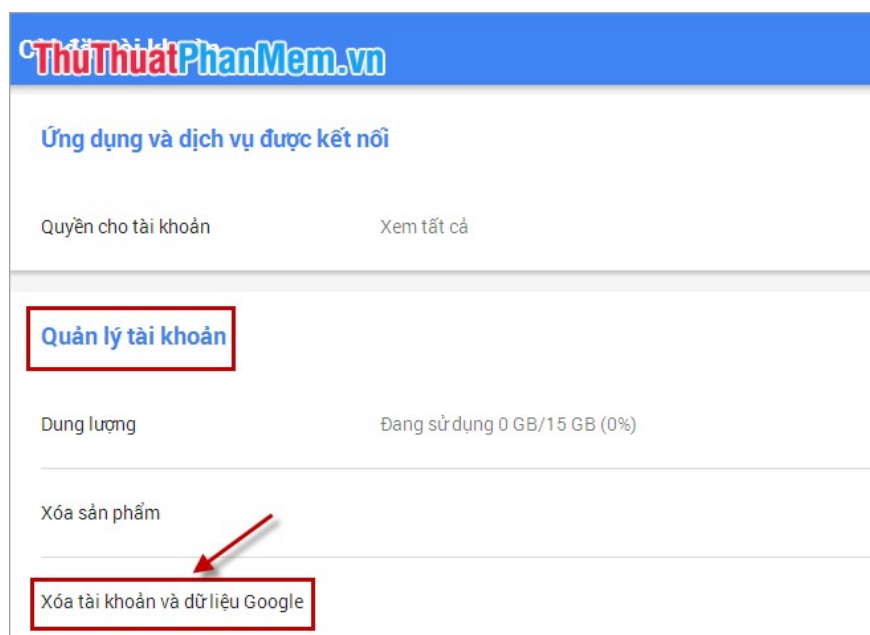 ThuThuatPhanMem.vn
Ứng dụng và dịch vụ được kết nối
Quyền cho tài khoản Xem tất cả
Quản lý tài khoản
Dung lượng Đang sử dụng 0 GB/15 GB (0%)
Xóa sản phẩm
Xóa tài khoản và dữ liệu Google